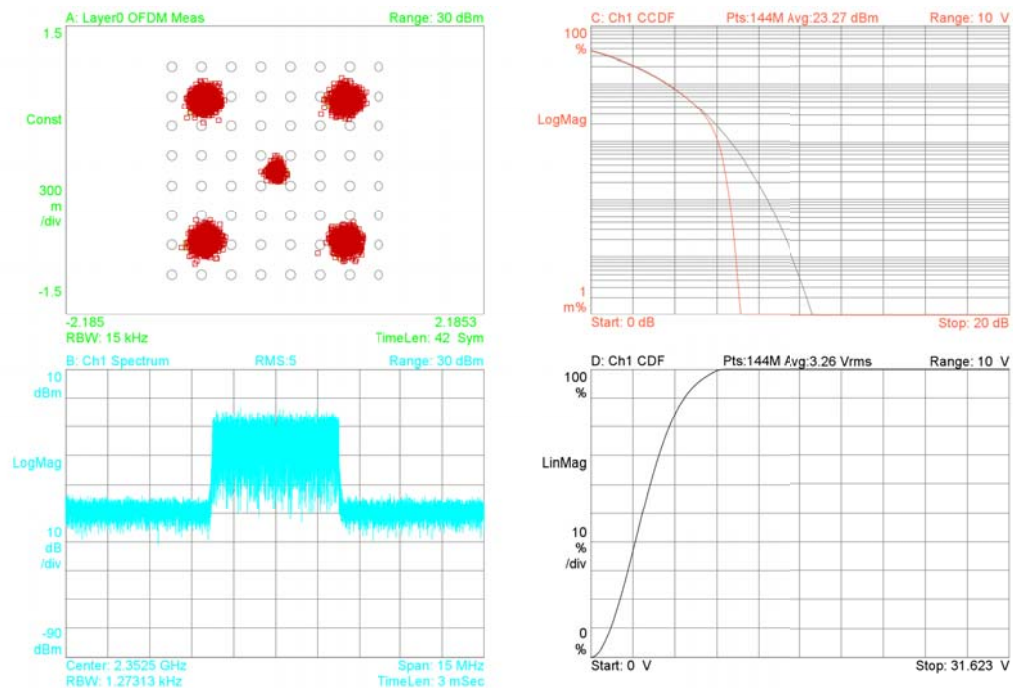 A: Layer0 OFDM Meas Range: 30 dBm
1.5
Const
300
m
/div
-1.5
-2.185 2.1853
RBW: 15 kHz TimeLen: 42 Sym
C: Ch1 CCDF Pts:144M Avg:23.27 dBm Range: 10 V
100
%
LogMag
1
m%
Start: 0 dB Stop: 20 dB
B: Ch1 Spectrum RMS:5 Range: 30 dBm
10
dBm
LogMag
10
dB
/div
-90
dBm
Center: 2.3525 GHz Span: 15 MHz
RBW: 1.27313 kHz TimeLen: 3 mSec
D: Ch1 CDF Pts:144M Avg:3.26 Vrms Range: 10 V
100
%
LinMag
10
%
/div
0
%
Start: 0 V Stop: 31.623 V